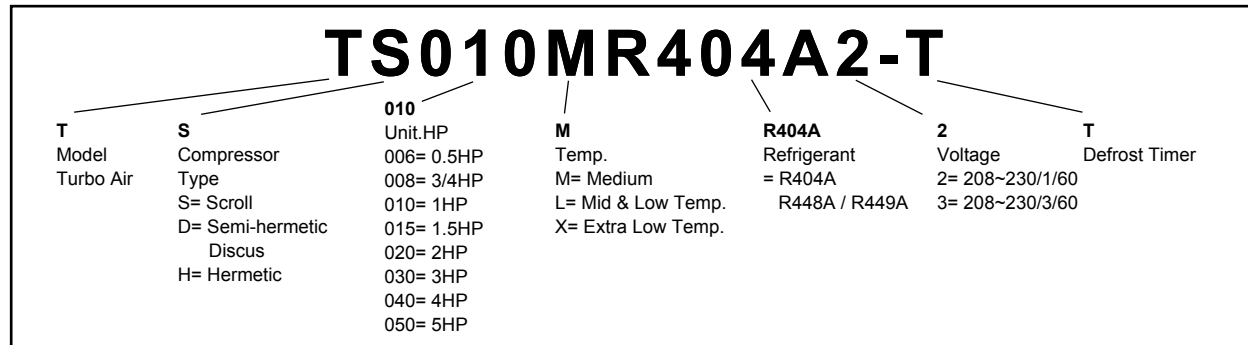 TS010MR404A2-T
T
Model
Turbo Air
S
Compressor
Type
S= Scroll
D= Semi-hermetic
Discus
H= Hermetic
010
Unit.HP
006= 0.5HP
008= 3/4HP
010= 1HP
015= 1.5HP
020= 2HP
030= 3HP
040= 4HP
050= 5HP
M
Temp.
M= Medium
L= Mid & Low Temp.
X= Extra Low Temp.
R404A
Refrigerant
= R404A
R448A / R449A
2
Voltage
2= 208~230/1/60
3= 208~230/3/60
T
Defrost Timer